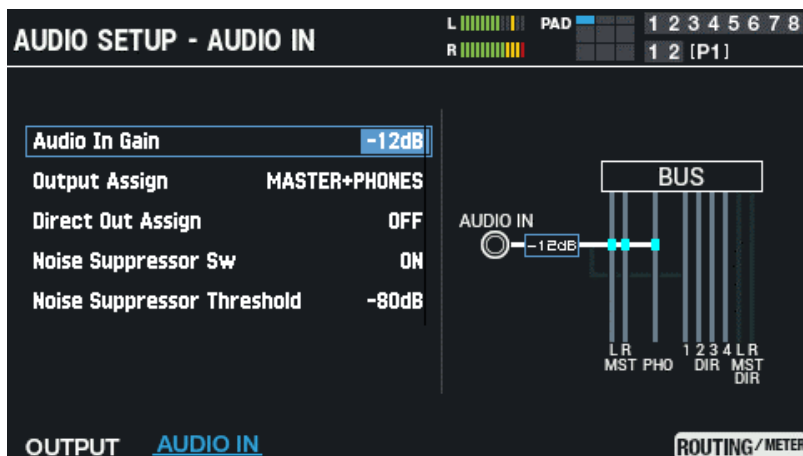 AUDIO SETUP - AUDIO IN
L
R
PAD
1 2 3 4 5 6 7 8
1 2 [P1]
Audio In Gain -12dB
Output Assign MASTER+PHONES
Direct Out Assign OFF
Noise Suppressor Sw ON
Noise Suppressor Threshold -80dB
BUS
AUDIO IN
-12dB
L R 1 2 3 4 L R
MST PHO DIR MST
DIR
OUTPUT AUDIO IN
ROUTING/METER